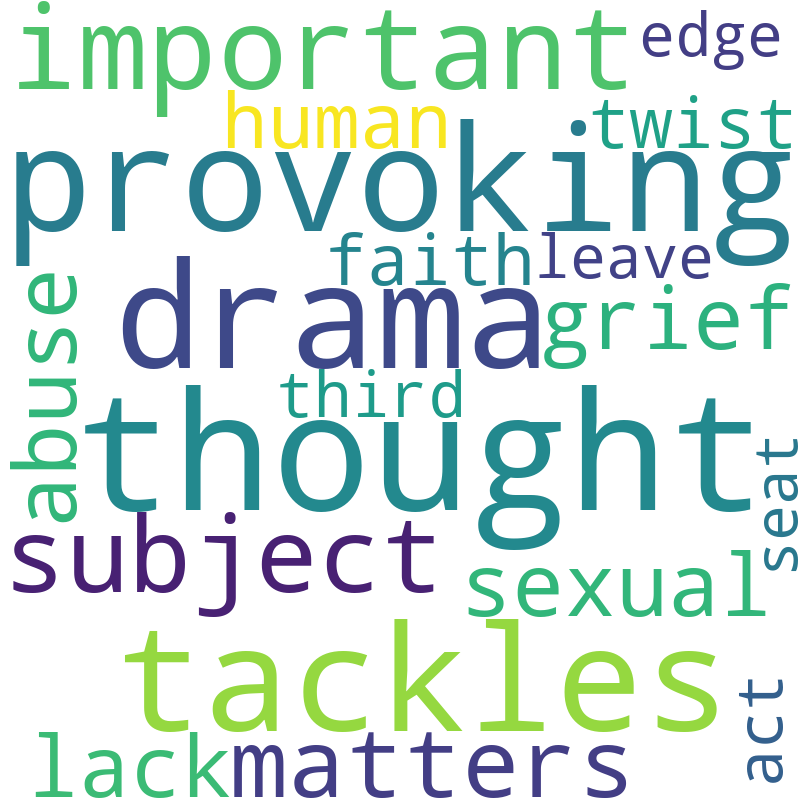 important
edge
human
twist
provoking
faith
leave
drama
grief
abuse
third
thought
seat
subject
sexual
tackles
act
lack
matters